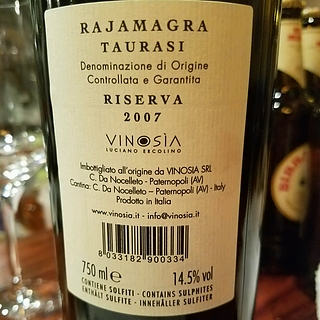 RAJAMAGRA
TAURASI
Denominazione di Origine
Controllata e Garantita
RISERVA
2007
VINOSÌA
LUCIANO ERCOLINO
Imbottigliato all'origine da VINOSIA SRL
C. Da Nocelleto - Paternopoli (AV)
Cantina: C. Da Nocelleto – Paternopoli (AV) - Italy
Prodotto in Italia
www.vinosia.it - info@vinosia.it
8 033182 900334
750 ml e 14.5% vol
CONTIENE SOLFITI - CONTAINS SULPHITES
ENTHÄLT SULFITE - INNEHÅLLER SULFITER
BIRR